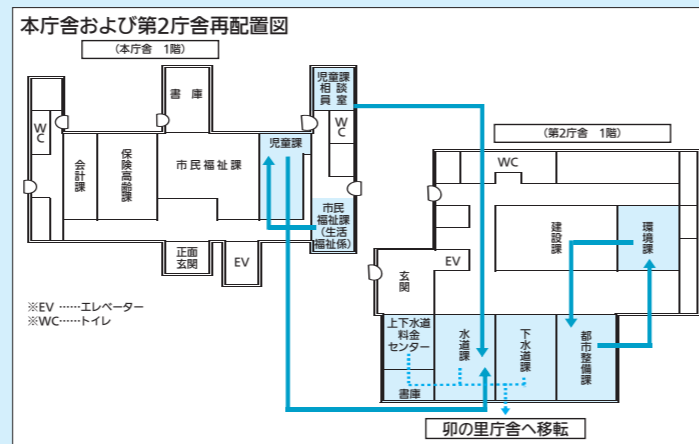 本庁舎および第2庁舎再配置図
(本庁舎 1階)
児童課
相談
員室
書庫
WC
WC
会計課
保険高齢課
市民福祉課
児童課
市民
福祉課
(生活
福祉係)
正面
玄関
EV
※EV ……エレベーター
※WC……トイレ
(第2庁舎 1階)
WC
建設課
環境課
EV
玄関
上下水道
料金
センター
書庫
水道課
下水道課
都市整備課
卯の里庁舎へ移転